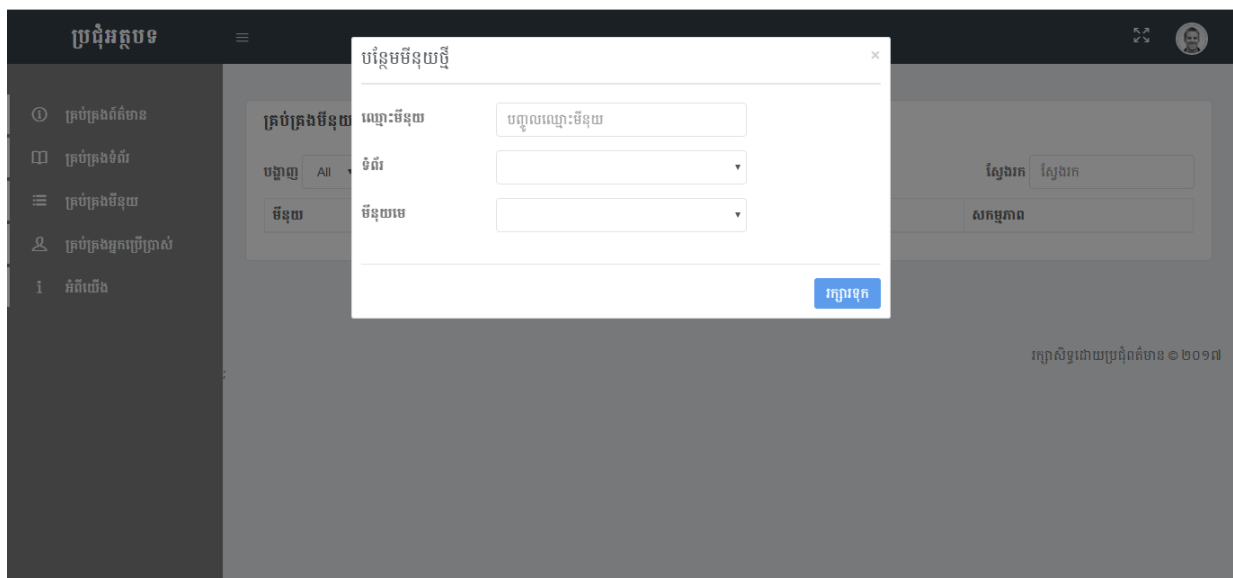 ប្រជុំអត្ថបទ
បន្ថែមមីនុយថ្មី
×
គ្រប់គ្រងព័ត៌មាន
គ្រប់គ្រងទំព័រ
គ្រប់គ្រងមីនុយ
គ្រប់គ្រងអ្នកប្រើប្រាស់
អំពីយើង
គ្រប់គ្រងមីនុយ
ឈ្មោះមីនុយ
បញ្ចូលឈ្មោះមីនុយ
បង្ហាញ All
ទំព័រ
ស្វែងរក ស្វែងរក
មីនុយ
មីនុយមេ
សកម្មភាព
រក្សារទុក
រក្សាសិទ្ធដោយប្រជុំពត៌មាន © ២០១៧